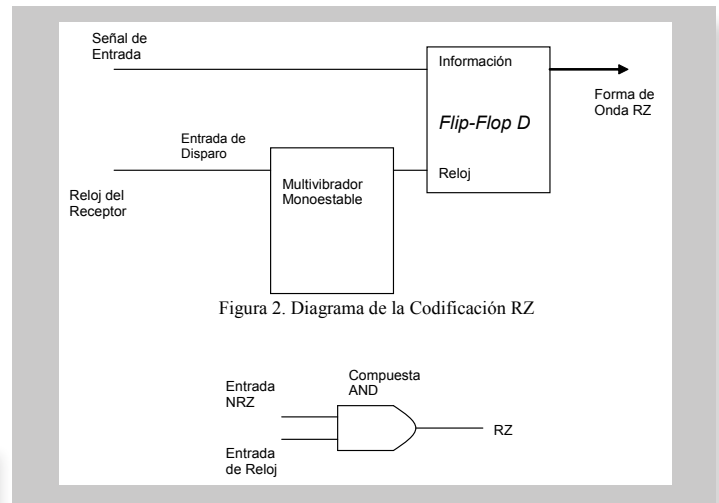 Señal de
Entrada
Información
Forma de
Onda RZ
Flip-Flop D
Entrada de
Disparo
Reloj
Multivibrador
Monoestable
Reloj del
Receptor
Figura 2. Diagrama de la Codificación RZ
Compuesta
AND
Entrada
NRZ
RZ
Entrada
de Reloj